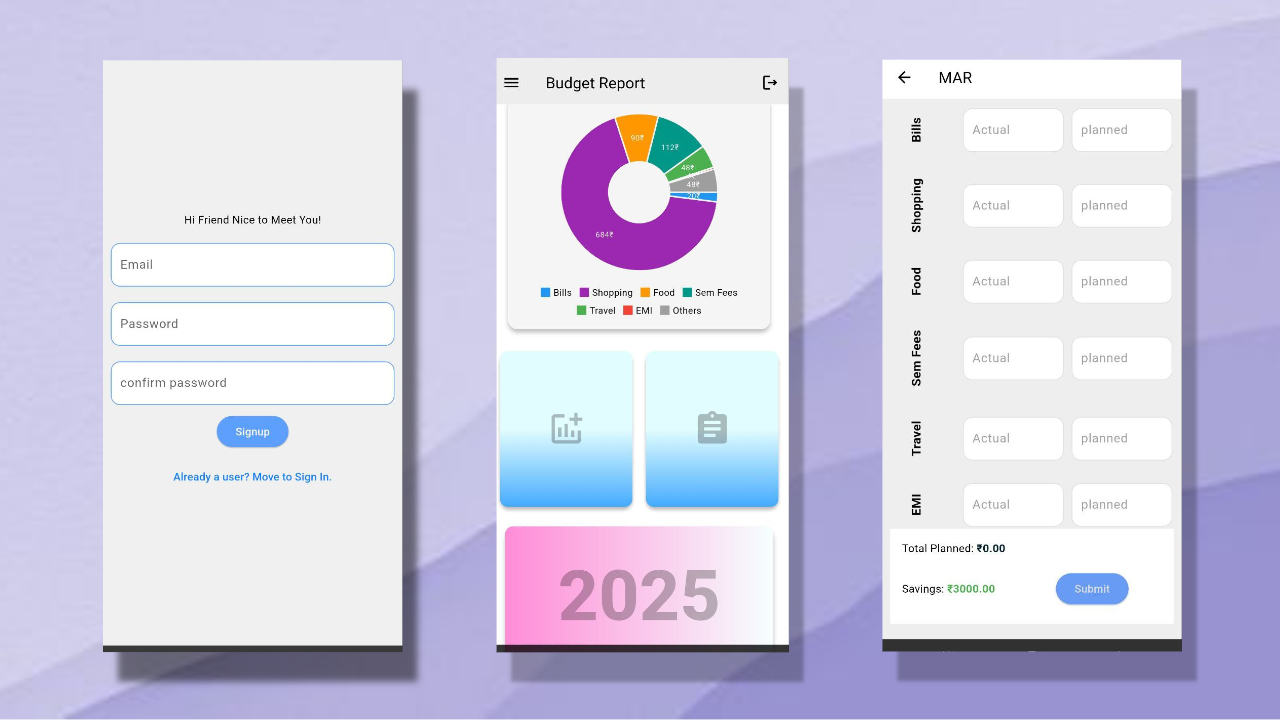 Hi Friend Nice to Meet You!
Email
Password
confirm password
Signup
Already a user? Move to Sign In.
Budget Report
90₹
112₹
48₹
48₹
684₹
Bills Shopping Food Sem Fees
Travel EMI Others
2025
MAR
Bills Actual planned
Shopping Actual planned
Food Actual planned
Sem Fees Actual planned
Travel Actual planned
EMI Actual planned
Total Planned: ₹0.00
Savings: ₹3000.00 Submit